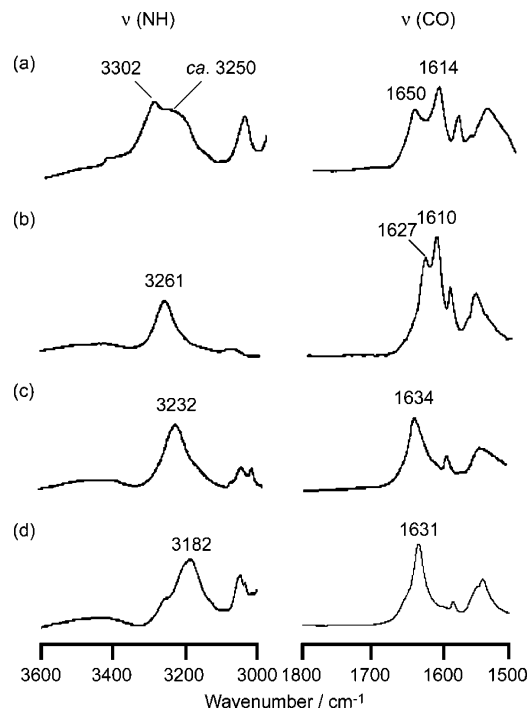 ν (NH) ν (CO)
(a) 3302 ca. 3250 1650 1614
(b) 3261 1627 1610
(c) 3232 1634
(d) 3182 1631
3600 3400 3200 3000 1800 1700 1600 1500
Wavenumber / cm⁻¹